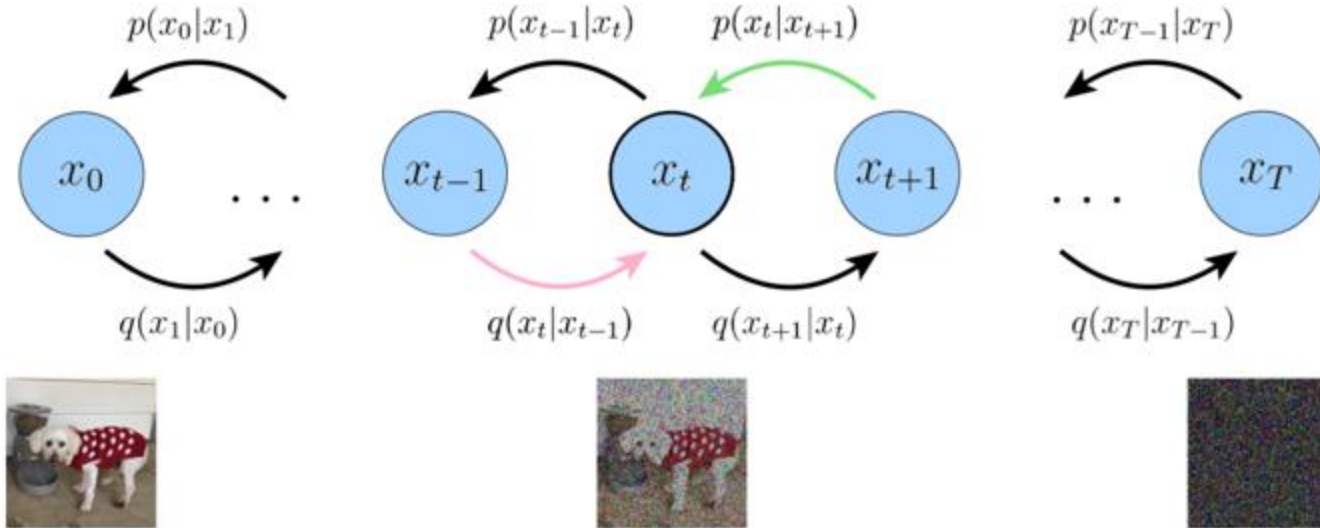 p(x_0|x_1) p(x_{t−1}|x_t) p(x_t|x_{t+1}) p(x_{T−1}|x_T)
x_0 . . . x_{t−1} x_t x_{t+1} . . . x_T
q(x_1|x_0) q(x_t|x_{t−1}) q(x_{t+1}|x_t) q(x_T|x_{T−1})